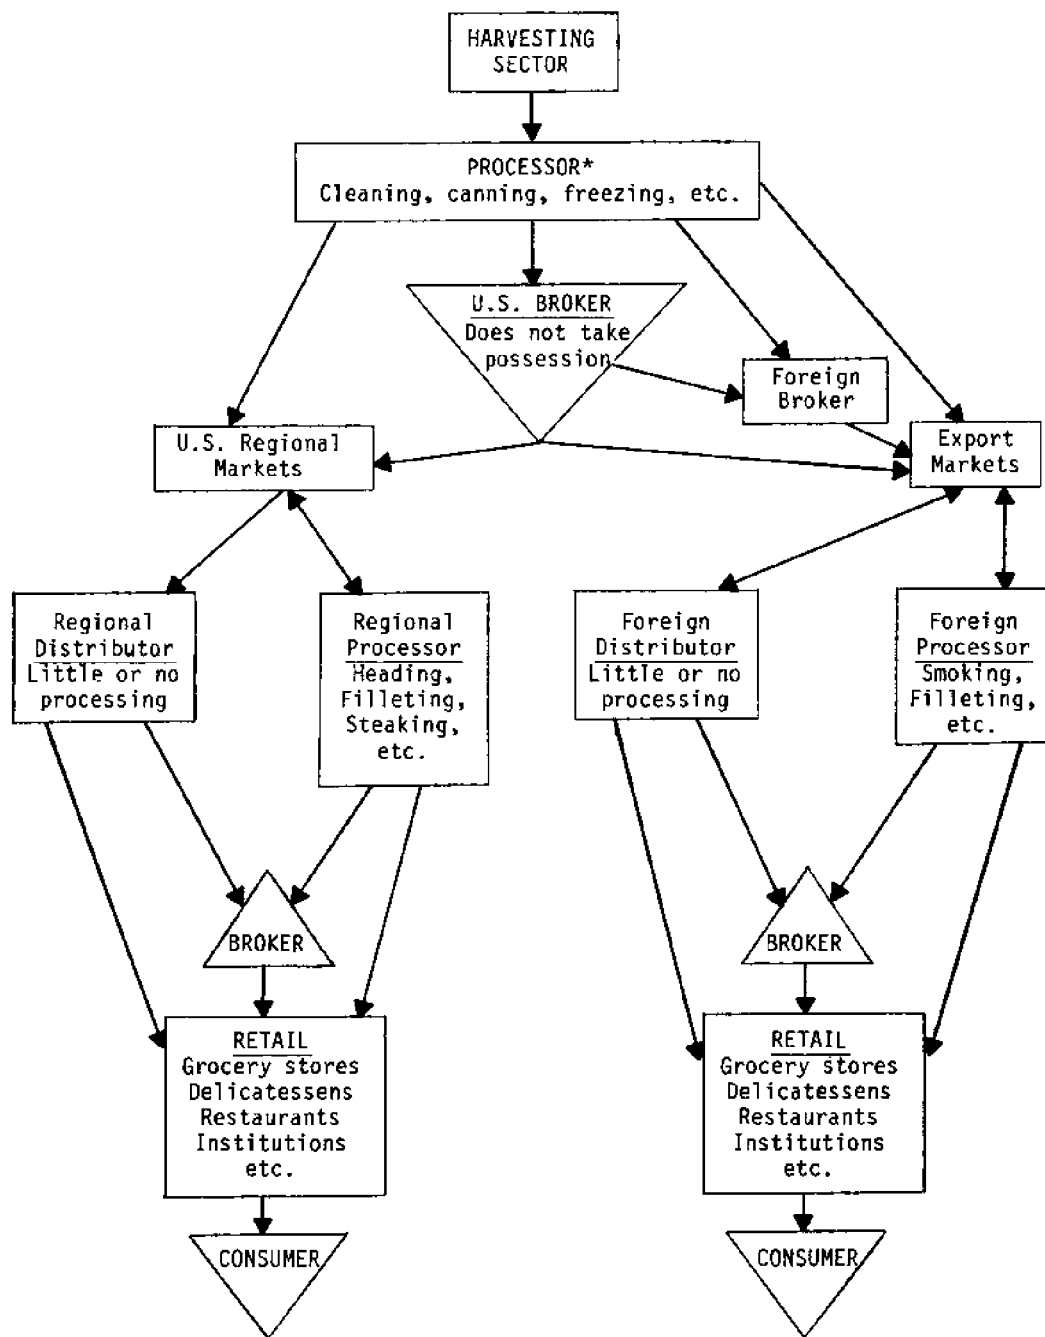 HARVESTING
SECTOR
PROCESSOR*
Cleaning, canning, freezing, etc.
U.S. BROKER
Does not take
possession
Foreign
Broker
U.S. Regional
Markets
Export
Markets
Regional
Distributor
Little or no
processing
Regional
Processor
Heading,
Filleting,
Steaking,
etc.
Foreign
Distributor
Little or no
processing
Foreign
Processor
Smoking,
Filleting,
etc.
BROKER
BROKER
RETAIL
Grocery stores
Delicatessens
Restaurants
Institutions
etc.
RETAIL
Grocery stores
Delicatessens
Restaurants
Institutions
etc.
CONSUMER
CONSUMER